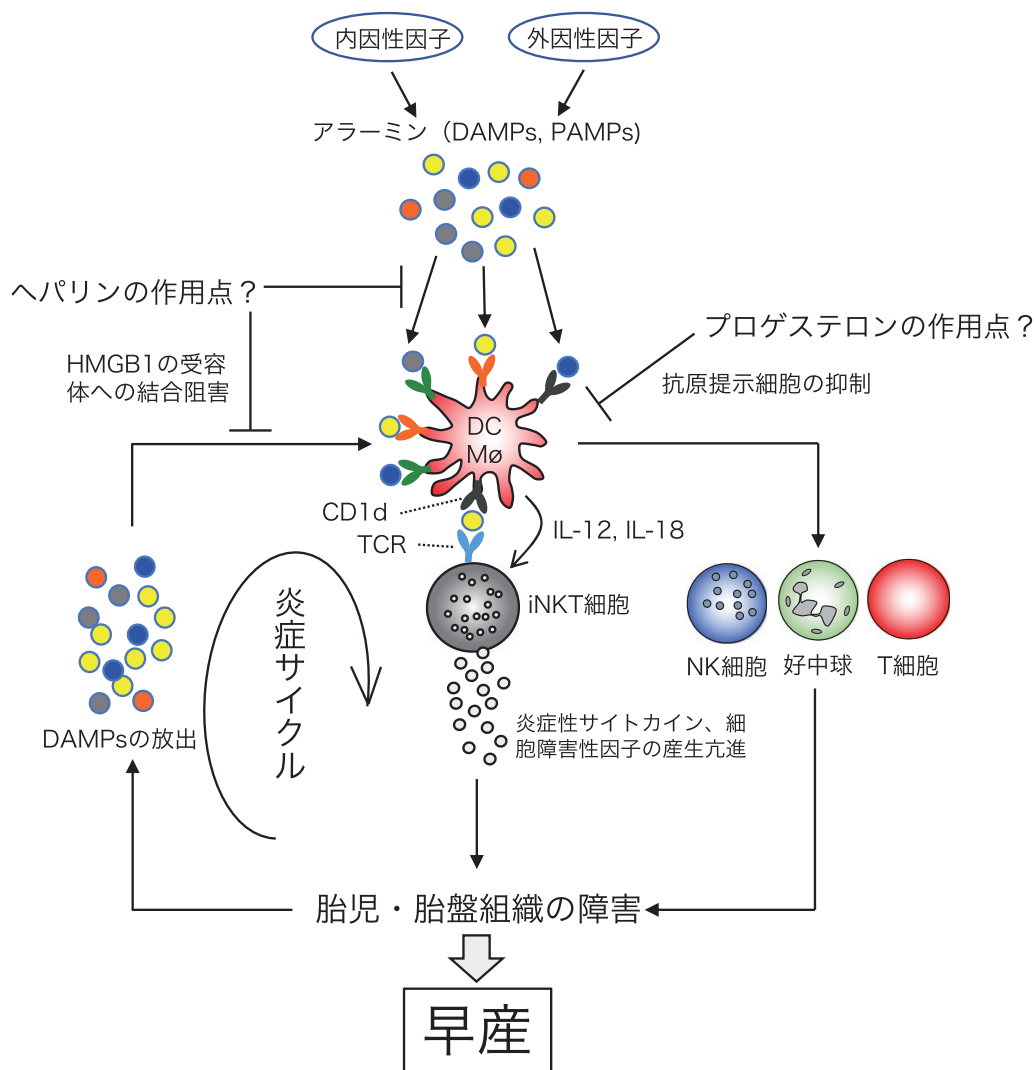 内因性因子
外因性因子
アラーミン（DAMPs, PAMPs)
ヘパリンの作用点？
プロゲステロンの作用点？
HMGB1の受容
体への結合阻害
抗原提示細胞の抑制
DC
Mø
CD1d
TCR
IL-12, IL-18
iNKT細胞
炎症サイクル
NK細胞
好中球
T細胞
DAMPsの放出
炎症性サイトカイン、細
胞障害性因子の産生亢進
胎児・胎盤組織の障害
早産